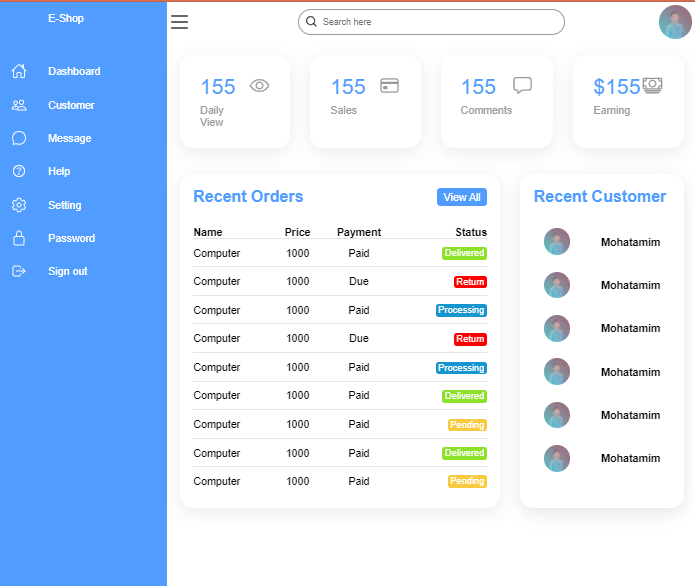 E-Shop
Search here
Dashboard
Customer
Message
Help
Setting
Password
Sign out
155
Daily
View
155
Sales
155
Comments
$155
Earning
Recent Orders
View All
Name Price Payment Status
Computer 1000 Paid Delivered
Computer 1000 Due Return
Computer 1000 Paid Processing
Computer 1000 Due Return
Computer 1000 Paid Processing
Computer 1000 Paid Delivered
Computer 1000 Paid Pending
Computer 1000 Paid Delivered
Computer 1000 Paid Pending
Recent Customer
Mohatamim
Mohatamim
Mohatamim
Mohatamim
Mohatamim
Mohatamim